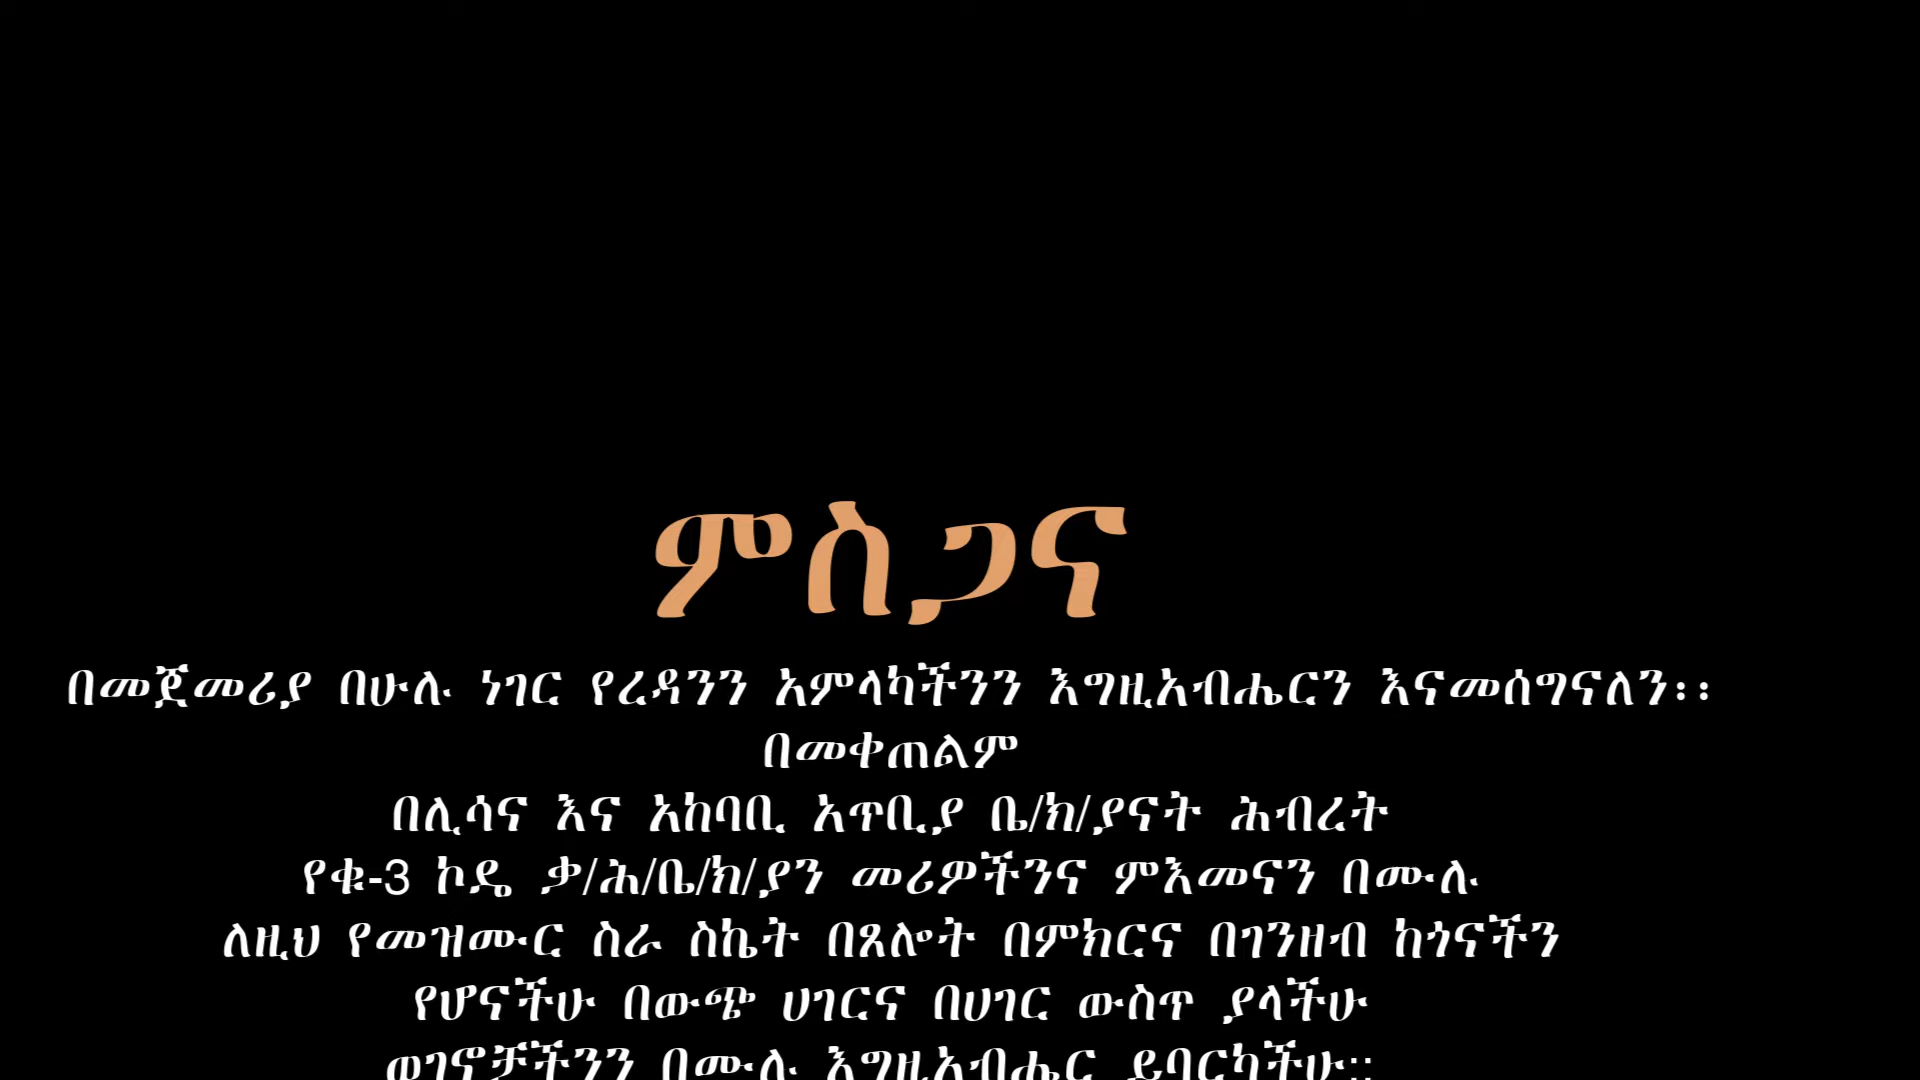 ምስጋና
በመጀመሪያ በሁሉ ነገር የረዳንን አምላካችንን እግዚአብሔርን እናመሰግናለን፡፡
በመቀጠልም
በሊሳና እና አከባቢ አጥቢያ ቤ/ክ/ያናት ሕብረት
የቁ-3 ኮዴ ቃ/ሕ/ቤ/ክ/ያን መሪዎችንና ምእመናን በሙሉ
ለዚህ የመዝሙር ስራ ስኬት በጸሎት በምክርና በገንዘብ ከጎናችን
የሆናችሁ በውጭ ሀገርና በሀገር ውስጥ ያላችሁ
ወገኖቻችንን በሙሉ እግዚአብሔር ይባርካችሁ::